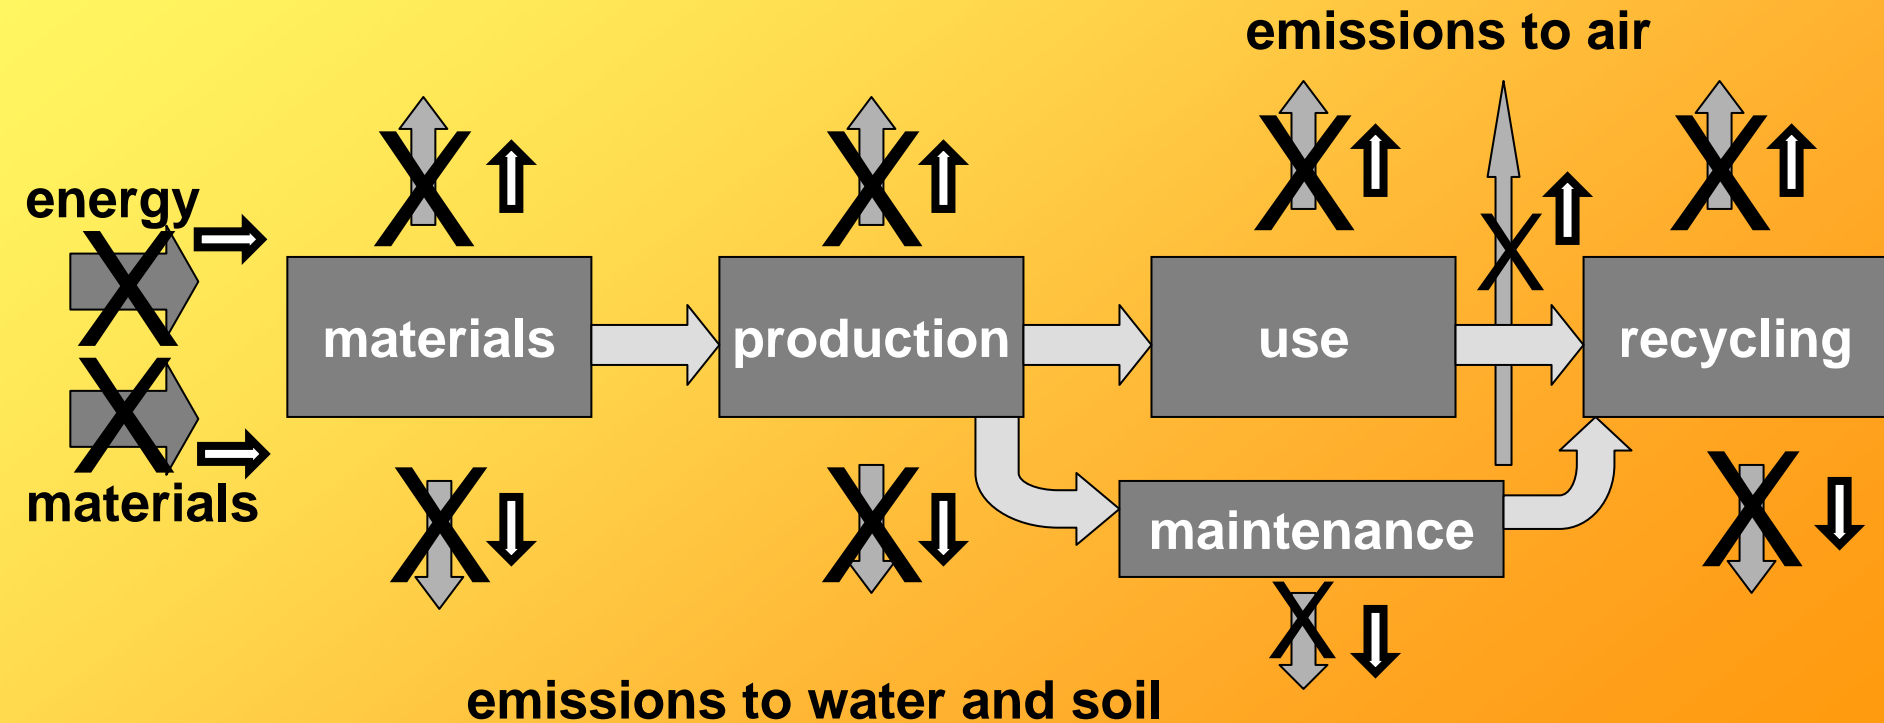 emissions to air
energy
materials
production
use
recycling
materials
maintenance
emissions to water and soil